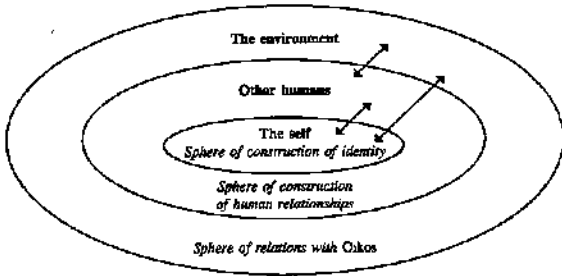 The environment
Other humans
The self
Sphere of construction of identity
Sphere of construction
of human relationships
Sphere of relations with Oikos